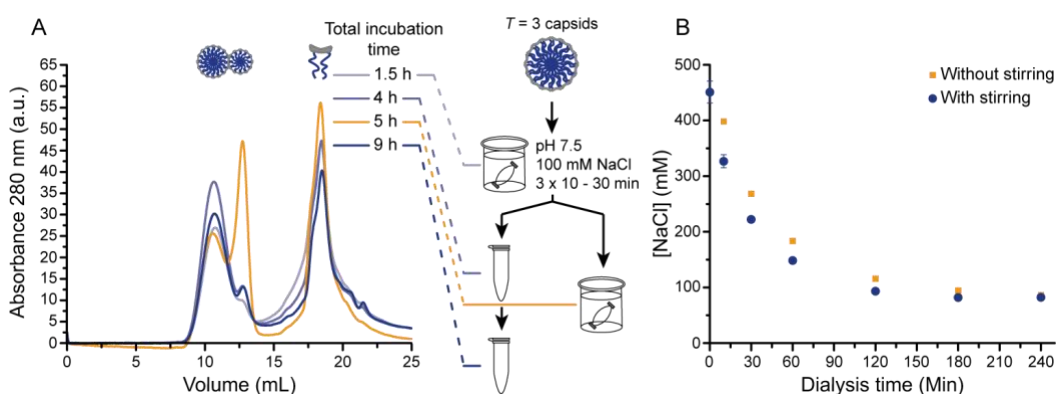 A
Total incubation
time
1.5 h
4 h
5 h
9 h
T = 3 capsids
pH 7.5
100 mM NaCl
3 x 10 - 30 min
Absorbance 280 nm (a.u.)
65
60
55
50
45
40
35
30
25
20
15
10
5
0
0
5
10
15
20
25
Volume (mL)
B
Without stirring
With stirring
[NaCl] (mM)
500
400
300
200
100
0
0
30
60
90
120
150
180
210
240
Dialysis time (Min)